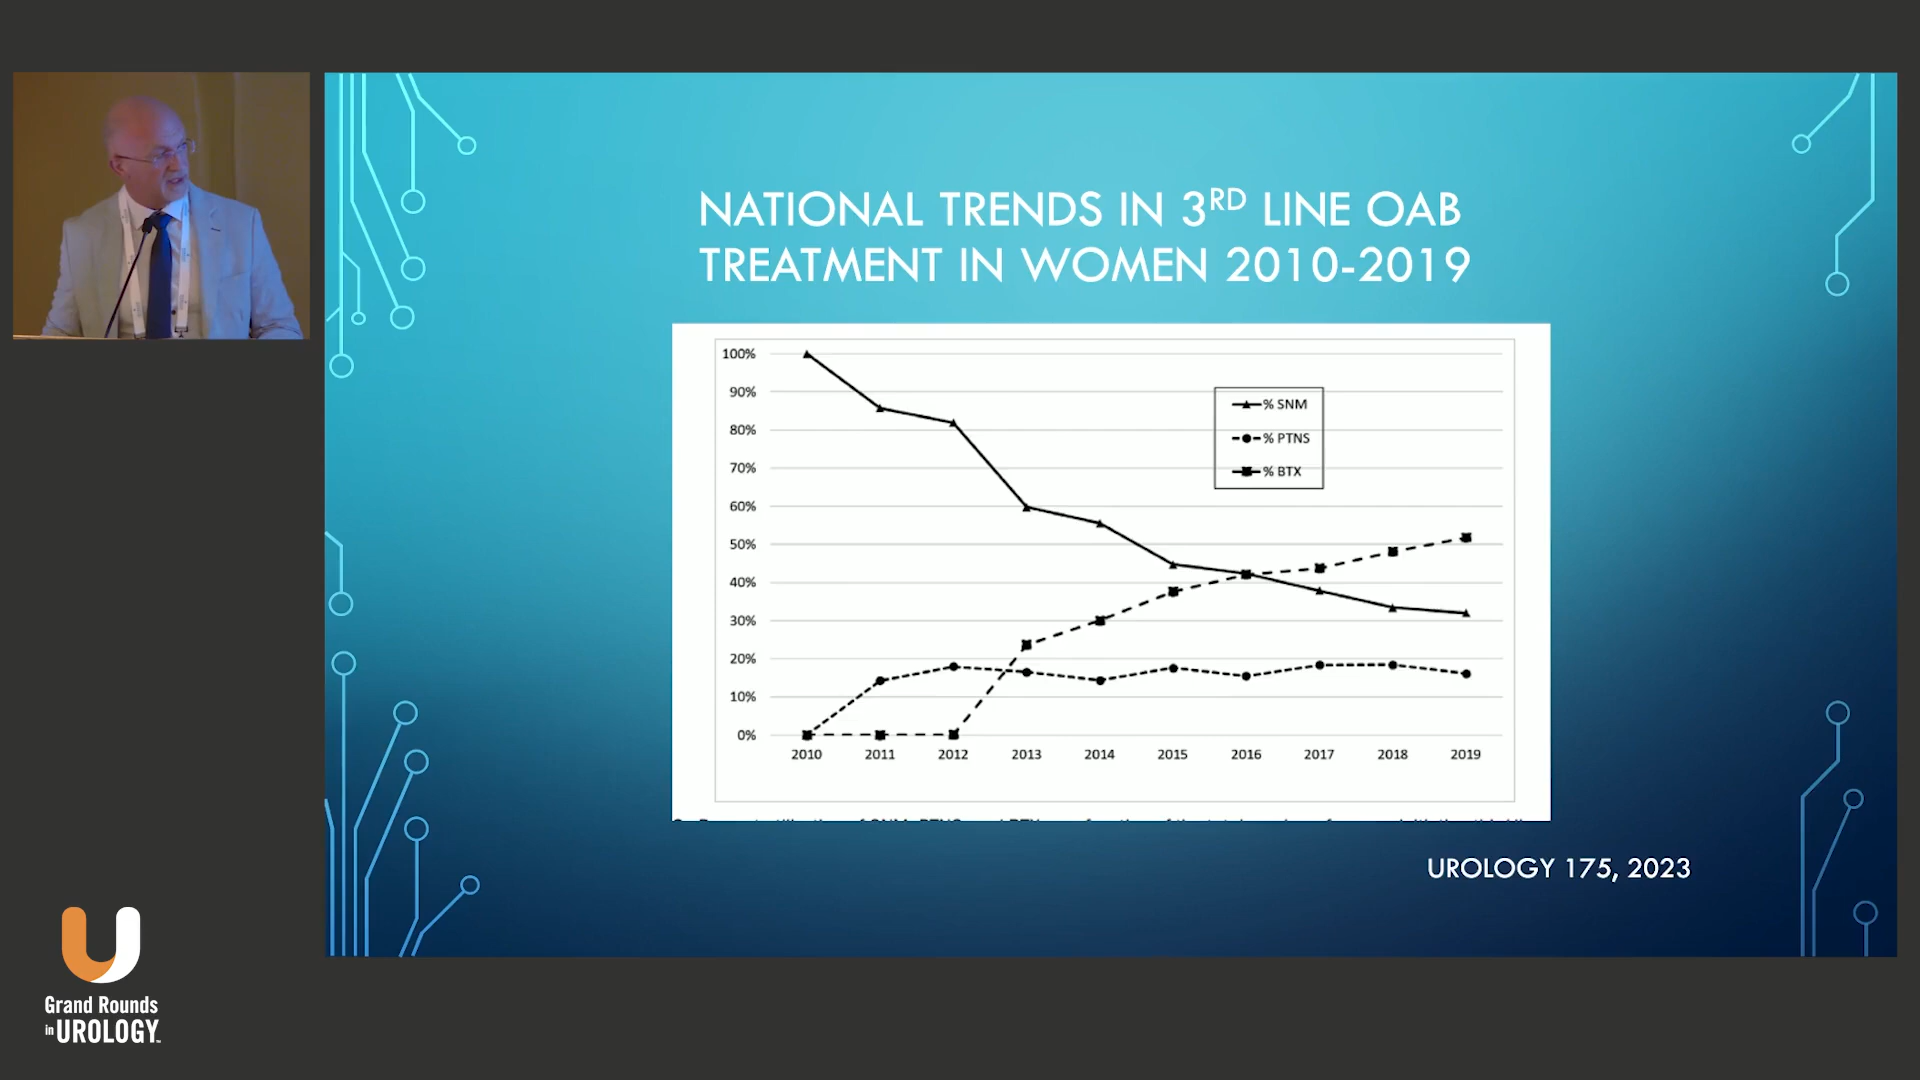 NATIONAL TRENDS IN 3RD LINE OAB
TREATMENT IN WOMEN 2010-2019
100%
90%
80%
70%
60%
50%
40%
30%
20%
10%
0%
% SNM
% PTNS
% BTX
2010 2011 2012 2013 2014 2015 2016 2017 2018 2019
UROLOGY 175, 2023
Grand Rounds
in UROLOGY™